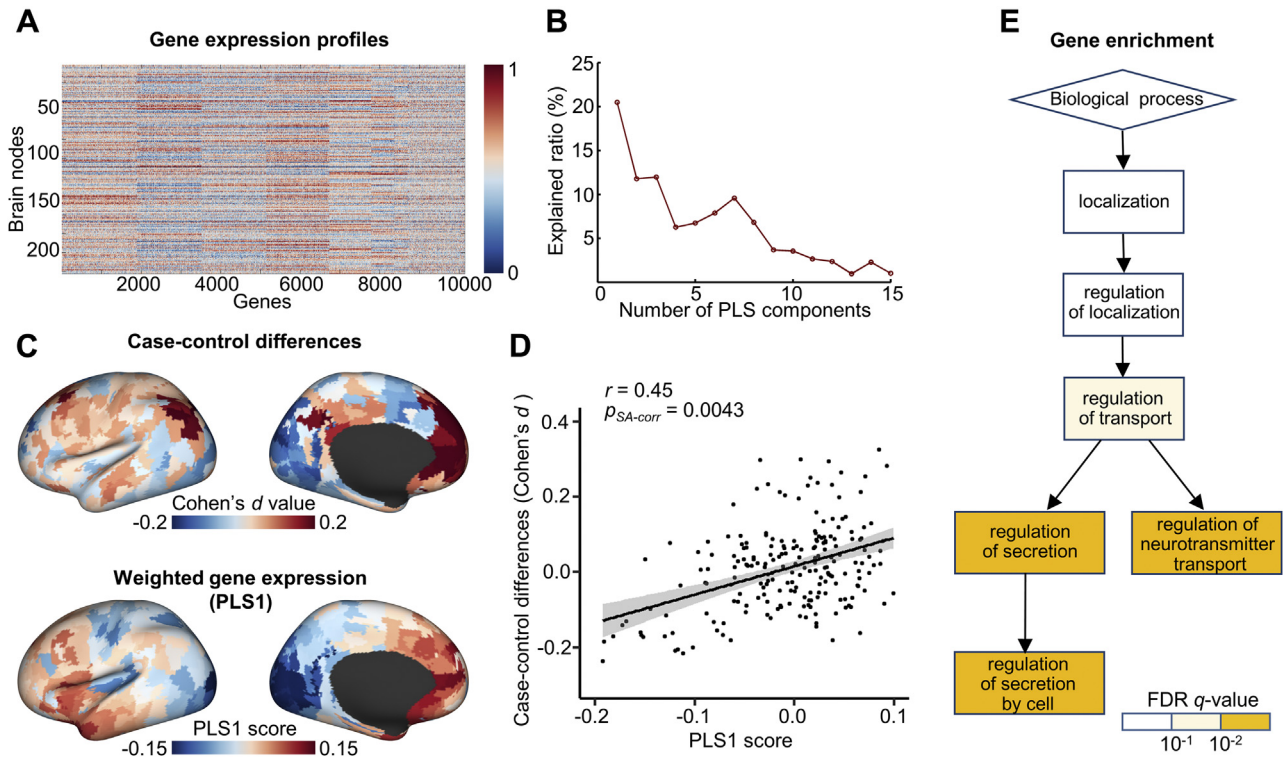 A
Gene expression profiles
Brain nodes
50
100
150
200
2000
4000
6000
8000
10000
Genes
1
0
B
Explained ratio (%)
25
20
15
10
5
0
5
10
15
Number of PLS components
C
Case-control differences
Cohen's d value
-0.2
0.2
Weighted gene expression
(PLS1)
PLS1 score
-0.15
0.15
D
r = 0.45
pSA-corr = 0.0043
Case-control differences (Cohen's d )
0.4
0.2
0.0
-0.2
-0.2
-0.1
0.0
0.1
PLS1 score
E
Gene enrichment
Biological process
localization
regulation
of localization
regulation
of transport
regulation
of secretion
regulation of
neurotransmitter
transport
regulation
of secretion
by cell
FDR q-value
10-1
10-2